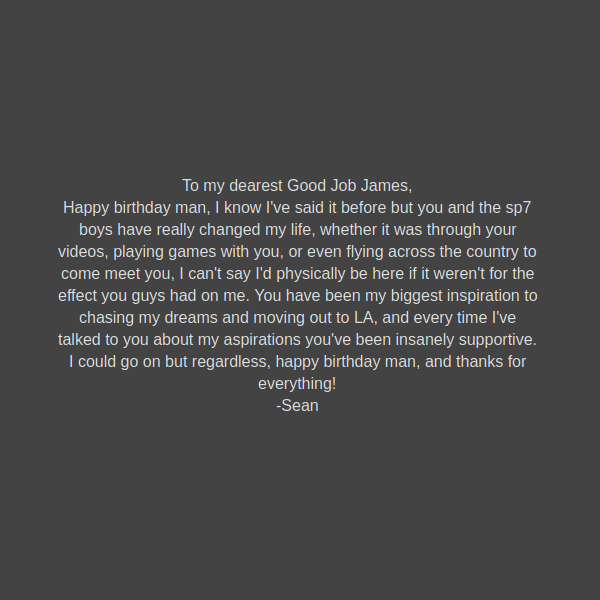 To my dearest Good Job James,
Happy birthday man, I know I've said it before but you and the sp7
boys have really changed my life, whether it was through your
videos, playing games with you, or even flying across the country to
come meet you, I can't say I'd physically be here if it weren't for the
effect you guys had on me. You have been my biggest inspiration to
chasing my dreams and moving out to LA, and every time I've
talked to you about my aspirations you've been insanely supportive.
I could go on but regardless, happy birthday man, and thanks for
everything!
-Sean